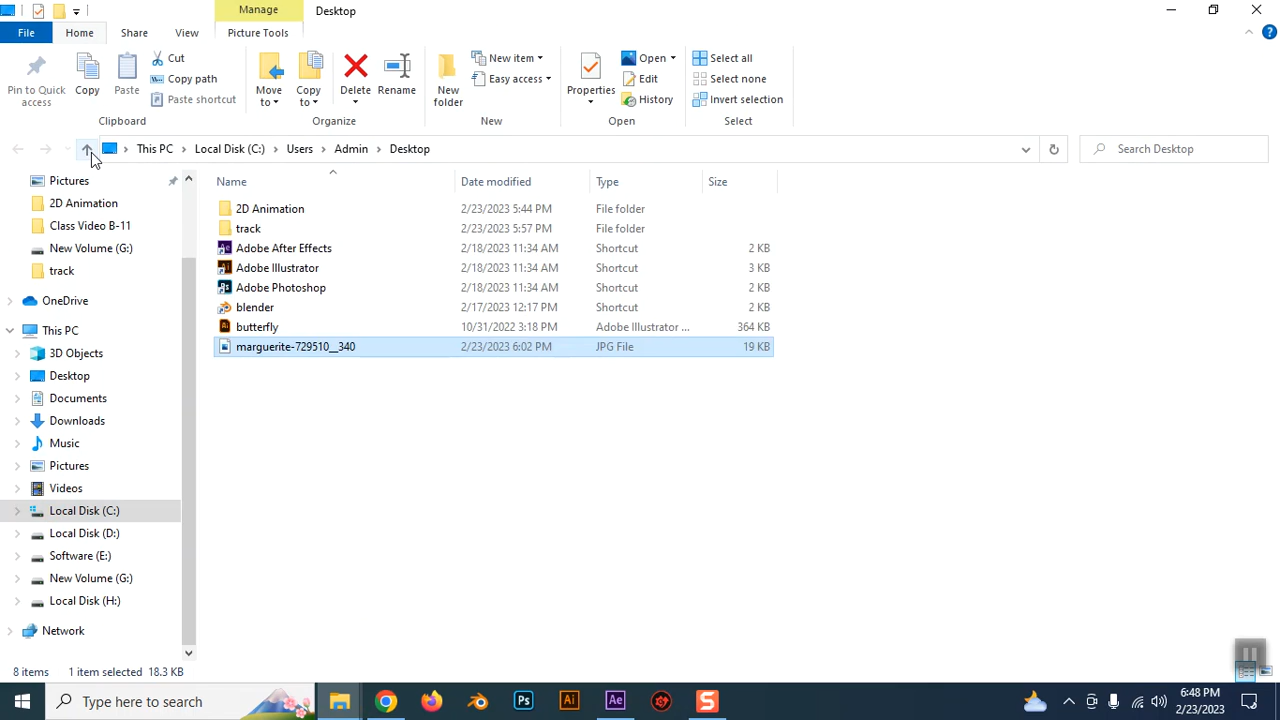 Manage
Desktop
File
Home
Share
View
Picture Tools
Pin to Quick access
Copy
Paste
Cut
Copy path
Paste shortcut
Clipboard
Move to
Copy to
Delete
Rename
Organize
New folder
New item
Easy access
New
Properties
Open
Edit
History
Open
Select all
Select none
Invert selection
Select
This PC
Local Disk (C:)
Users
Admin
Desktop
Search Desktop
Name
Date modified
Type
Size
2D Animation 2/23/2023 5:44 PM File folder
track 2/23/2023 5:57 PM File folder
Adobe After Effects 2/18/2023 11:34 AM Shortcut 2 KB
Adobe Illustrator 2/18/2023 11:34 AM Shortcut 3 KB
Adobe Photoshop 2/18/2023 11:34 AM Shortcut 2 KB
blender 2/17/2023 12:17 PM Shortcut 2 KB
butterfly 10/31/2022 3:18 PM Adobe Illustrator ... 364 KB
marguerite-729510__340 2/23/2023 6:02 PM JPG File 19 KB
Pictures
2D Animation
Class Video B-11
New Volume (G:)
track
OneDrive
This PC
3D Objects
Desktop
Documents
Downloads
Music
Pictures
Videos
Local Disk (C:)
Local Disk (D:)
Software (E:)
New Volume (G:)
Local Disk (H:)
Network
8 items 1 item selected 18.3 KB
Type here to search
Ps
Ai
Ae
S
6:48 PM
2/23/2023